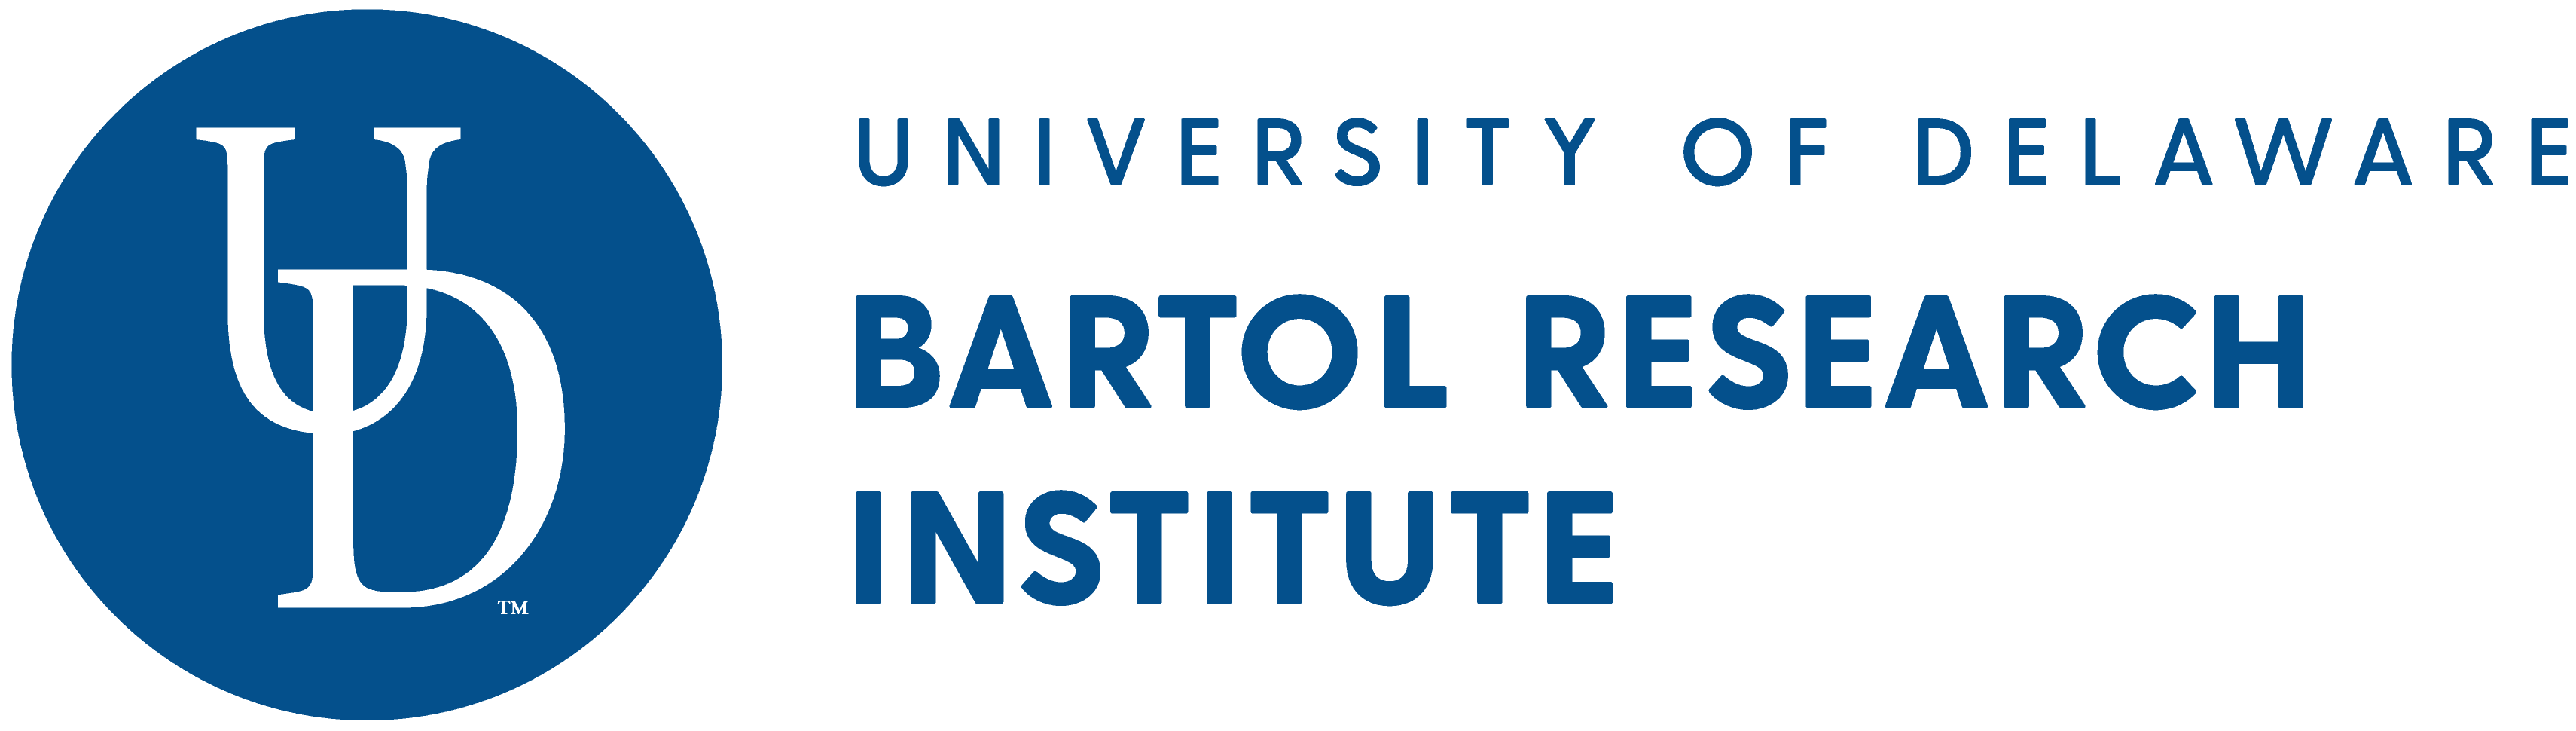 UD
TM
UNIVERSITY OF DELAWARE
BARTOL RESEARCH
INSTITUTE